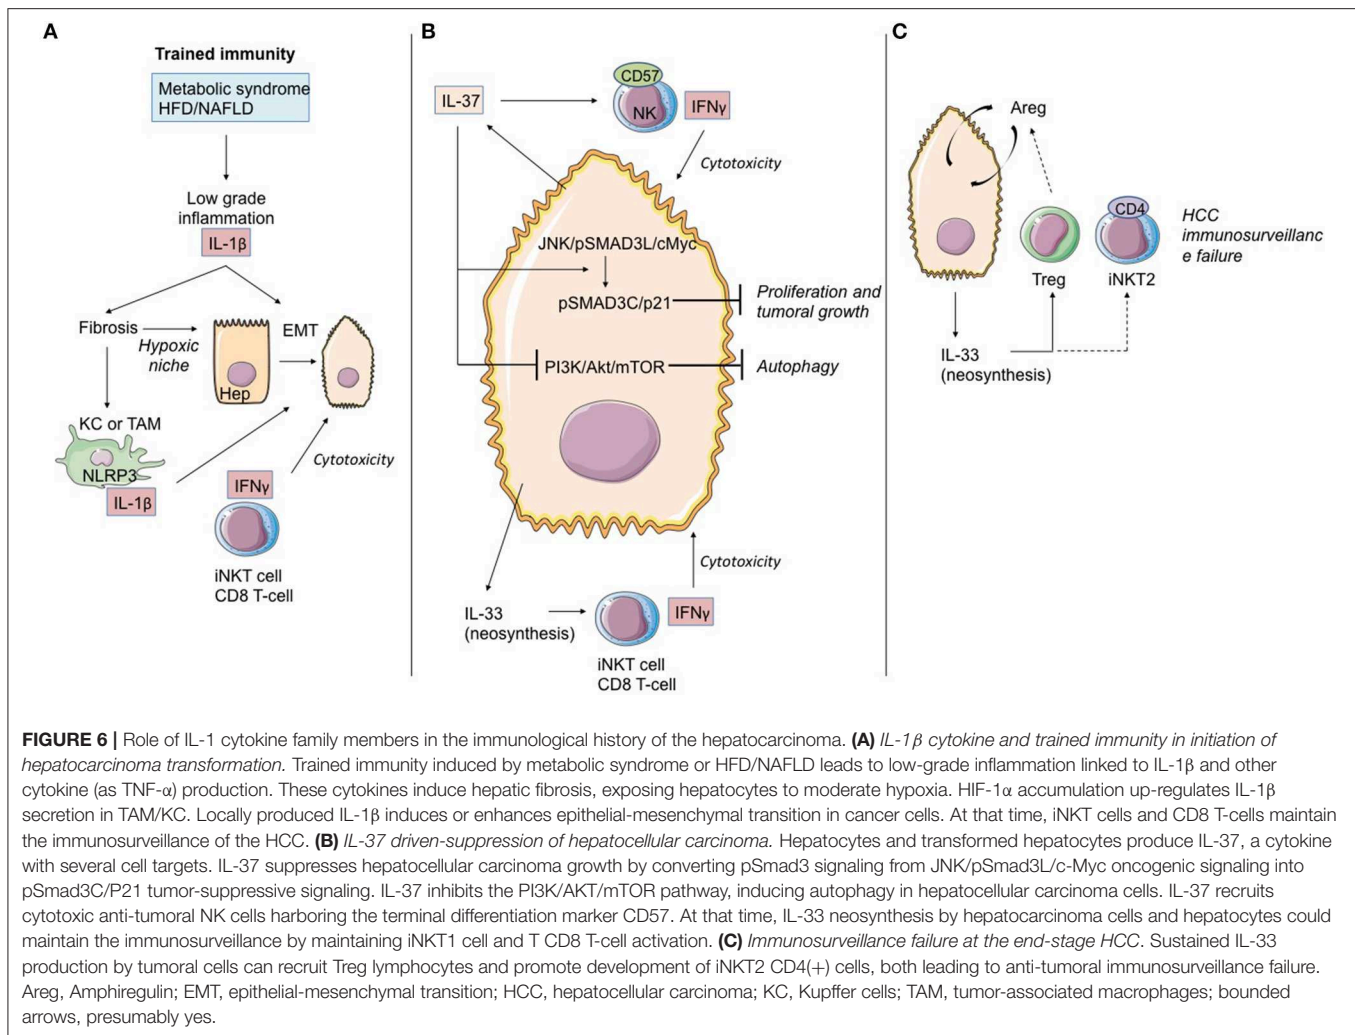 A
Trained immunity
Metabolic syndrome
HFD/NAFLD
Low grade
inflammation
IL-1β
Fibrosis
Hypoxic
niche
EMT
Hep
KC or TAM
NLRP3
IL-1β
Cytotoxicity
IFNγ
iNKT cell
CD8 T-cell
B
IL-37
CD57
NK
IFNγ
Cytotoxicity
JNK/pSMAD3L/cMyc
pSMAD3C/p21
Proliferation and
tumoral growth
PI3K/Akt/mTOR
Autophagy
Cytotoxicity
IL-33
(neosynthesis)
IFNγ
iNKT cell
CD8 T-cell
C
Areg
CD4
Treg
iNKT2
HCC
immunosurveillanc
e failure
IL-33
(neosynthesis)
FIGURE 6 | Role of IL-1 cytokine family members in the immunological history of the hepatocarcinoma. (A) IL-1β cytokine and trained immunity in initiation of
hepatocarcinoma transformation. Trained immunity induced by metabolic syndrome or HFD/NAFLD leads to low-grade inflammation linked to IL-1β and other
cytokine (as TNF-α) production. These cytokines induce hepatic fibrosis, exposing hepatocytes to moderate hypoxia. HIF-1α accumulation up-regulates IL-1β
secretion in TAM/KC. Locally produced IL-1β induces or enhances epithelial-mesenchymal transition in cancer cells. At that time, iNKT cells and CD8 T-cells maintain
the immunosurveillance of the HCC. (B) IL-37 driven-suppression of hepatocellular carcinoma. Hepatocytes and transformed hepatocytes produce IL-37, a cytokine
with several cell targets. IL-37 suppresses hepatocellular carcinoma growth by converting pSmad3 signaling from JNK/pSmad3L/c-Myc oncogenic signaling into
pSmad3C/P21 tumor-suppressive signaling. IL-37 inhibits the PI3K/AKT/mTOR pathway, inducing autophagy in hepatocellular carcinoma cells. IL-37 recruits
cytotoxic anti-tumoral NK cells harboring the terminal differentiation marker CD57. At that time, IL-33 neosynthesis by hepatocarcinoma cells and hepatocytes could
maintain the immunosurveillance by maintaining iNKT1 cell and T CD8 T-cell activation. (C) Immunosurveillance failure at the end-stage HCC. Sustained IL-33
production by tumoral cells can recruit Treg lymphocytes and promote development of iNKT2 CD4(+) cells, both leading to anti-tumoral immunosurveillance failure.
Areg, Amphiregulin; EMT, epithelial-mesenchymal transition; HCC, hepatocellular carcinoma; KC, Kupffer cells; TAM, tumor-associated macrophages; bounded
arrows, presumably yes.